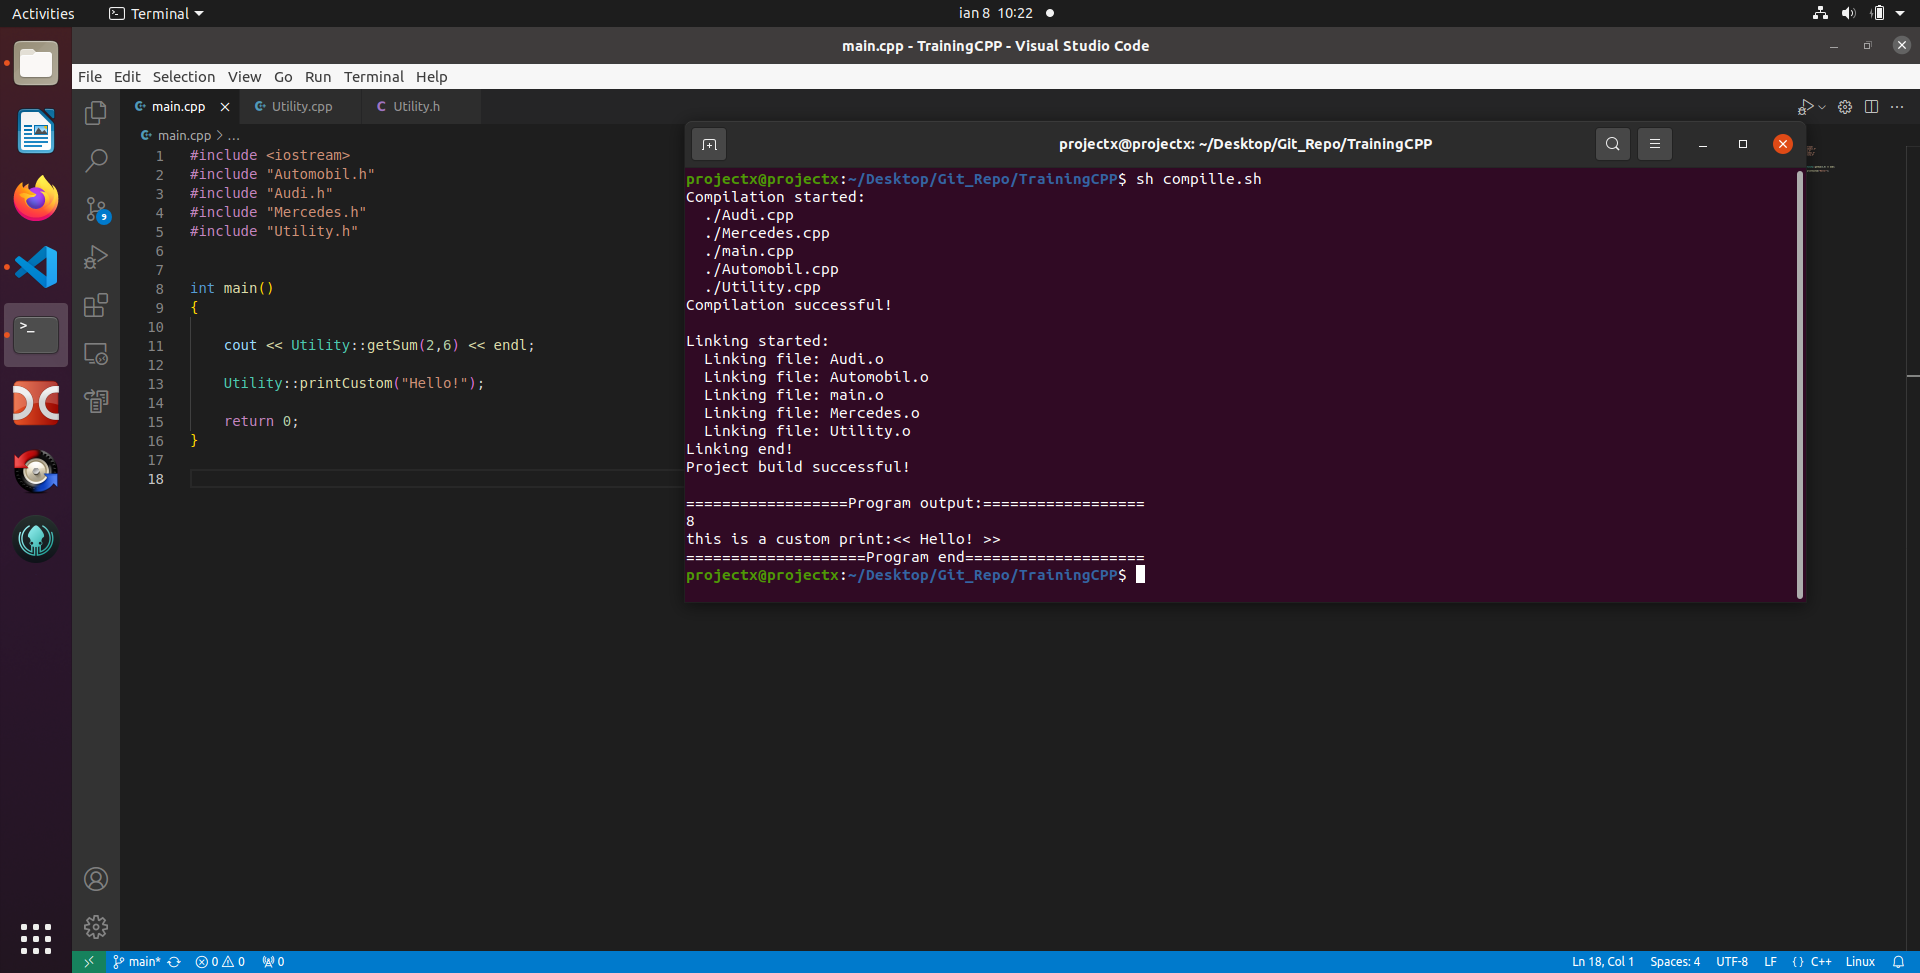 Activities Terminal ian 8 10:22
main.cpp - TrainingCPP - Visual Studio Code
File Edit Selection View Go Run Terminal Help
main.cpp Utility.cpp Utility.h
main.cpp > ...
1 #include <iostream>
2 #include "Automobil.h"
3 #include "Audi.h"
4 #include "Mercedes.h"
5 #include "Utility.h"
6
7
8 int main()
9 {
10
11 cout << Utility::getSum(2,6) << endl;
12
13 Utility::printCustom("Hello!");
14
15 return 0;
16 }
17
18
9
projectx@projectx: ~/Desktop/Git_Repo/TrainingCPP
projectx@projectx:~/Desktop/Git_Repo/TrainingCPP$ sh compille.sh
Compilation started:
./Audi.cpp
./Mercedes.cpp
./main.cpp
./Automobil.cpp
./Utility.cpp
Compilation successful!
Linking started:
Linking file: Audi.o
Linking file: Automobil.o
Linking file: main.o
Linking file: Mercedes.o
Linking file: Utility.o
Linking end!
Project build successful!
==================Program output:==================
8
this is a custom print:<< Hello! >>
====================Program end====================
projectx@projectx:~/Desktop/Git_Repo/TrainingCPP$
main* 0 0 0 Ln 18, Col 1 Spaces: 4 UTF-8 LF {} C++ Linux